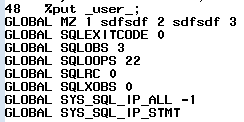 48 %put _user_;
GLOBAL MZ 1 sdfsdf 2 sdfsdf 3
GLOBAL SQLEXITCODE 0
GLOBAL SQLOBS 3
GLOBAL SQLOOPS 22
GLOBAL SQLRC 0
GLOBAL SQLXOBS 0
GLOBAL SYS_SQL_IP_ALL -1
GLOBAL SYS_SQL_IP_STMT